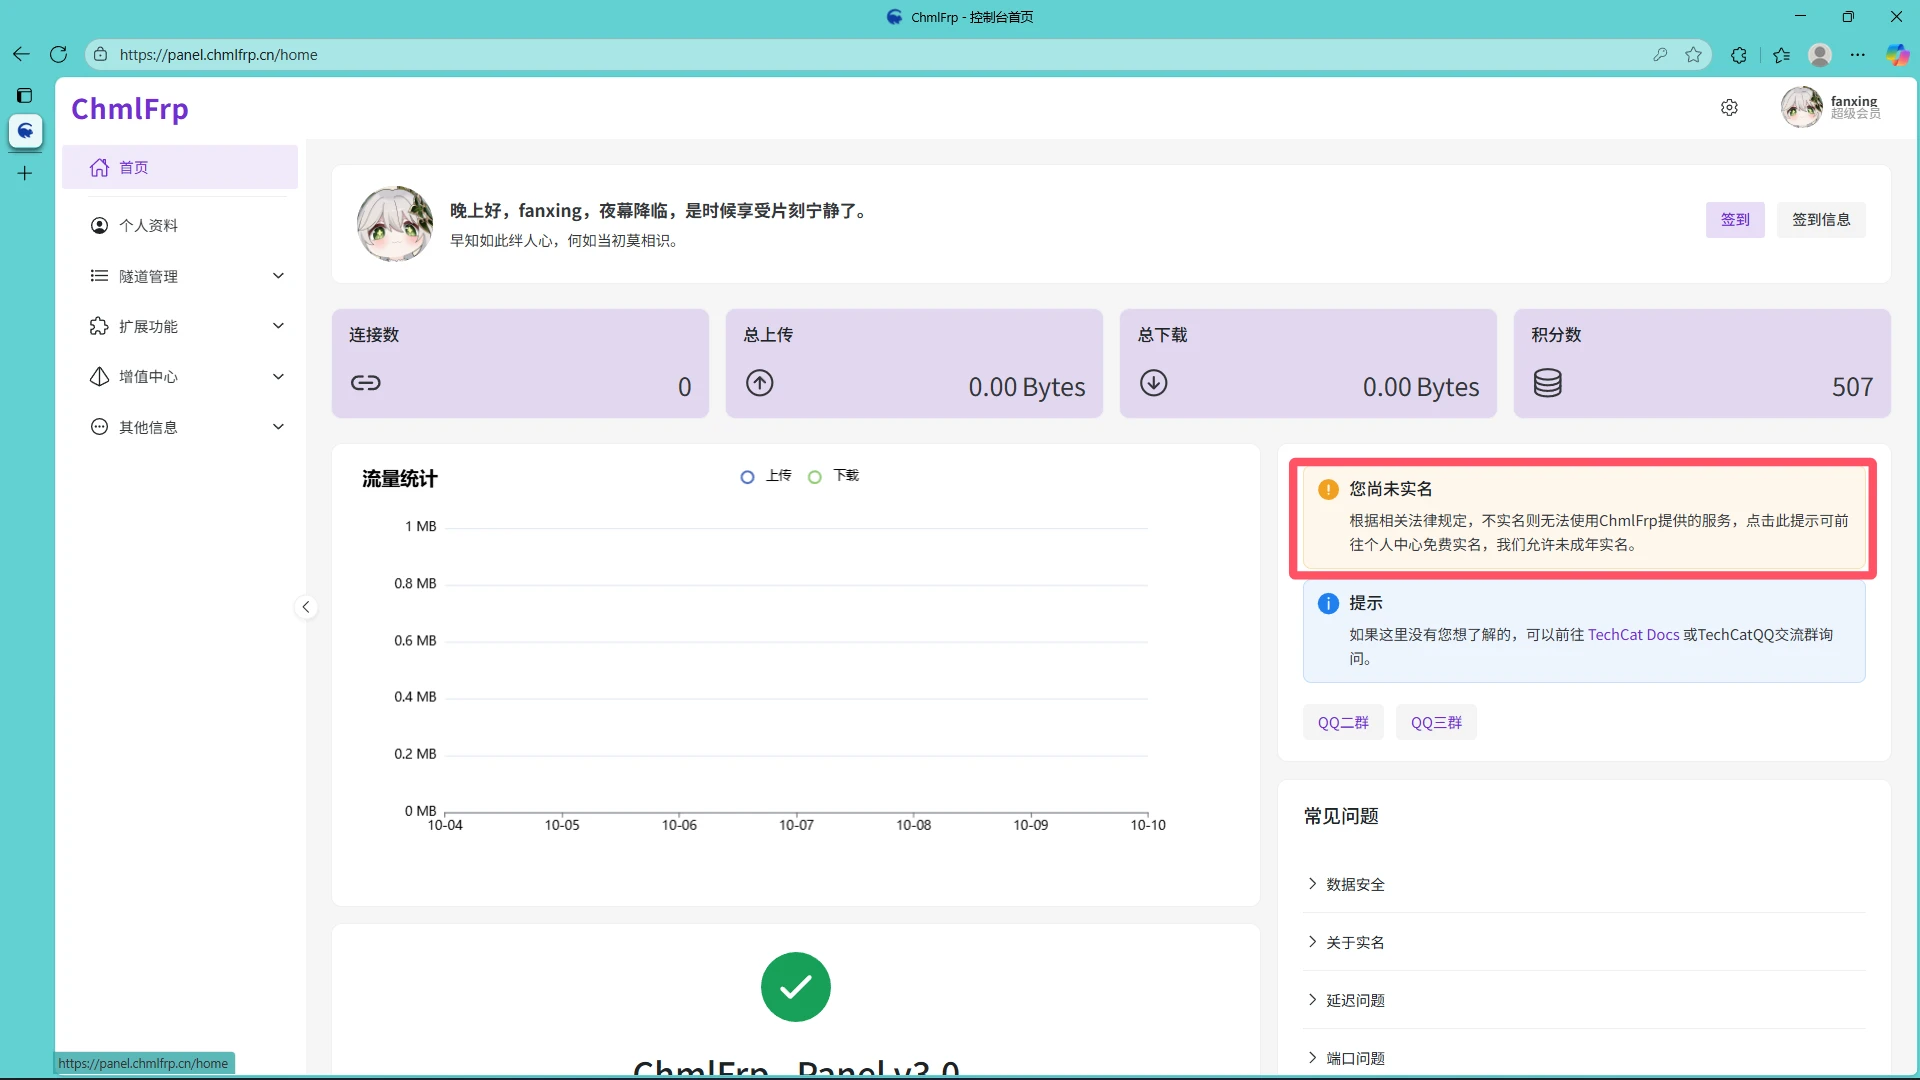 ChmlFrp - 控制台首页
https://panel.chmlfrp.cn/home
ChmlFrp
fanxing
超级会员
首页
个人资料
隧道管理
扩展功能
增值中心
其他信息
晚上好，fanxing，夜幕降临，是时候享受片刻宁静了。
早知如此绊人心，何如当初莫相识。
签到
签到信息
连接数
0
总上传
0.00 Bytes
总下载
0.00 Bytes
积分数
507
流量统计
上传
下载
1 MB
0.8 MB
0.6 MB
0.4 MB
0.2 MB
0 MB
10-04
10-05
10-06
10-07
10-08
10-09
10-10
您尚未实名
根据相关法律规定，不实名则无法使用ChmlFrp提供的服务，点击此提示可前
往个人中心免费实名，我们允许未成年实名。
提示
如果这里没有您想了解的，可以前往 TechCat Docs 或TechCatQQ交流群询
问。
QQ二群
QQ三群
常见问题
数据安全
关于实名
延迟问题
端口问题
ChmlFrp - Panel v3.0
https://panel.chmlfrp.cn/home